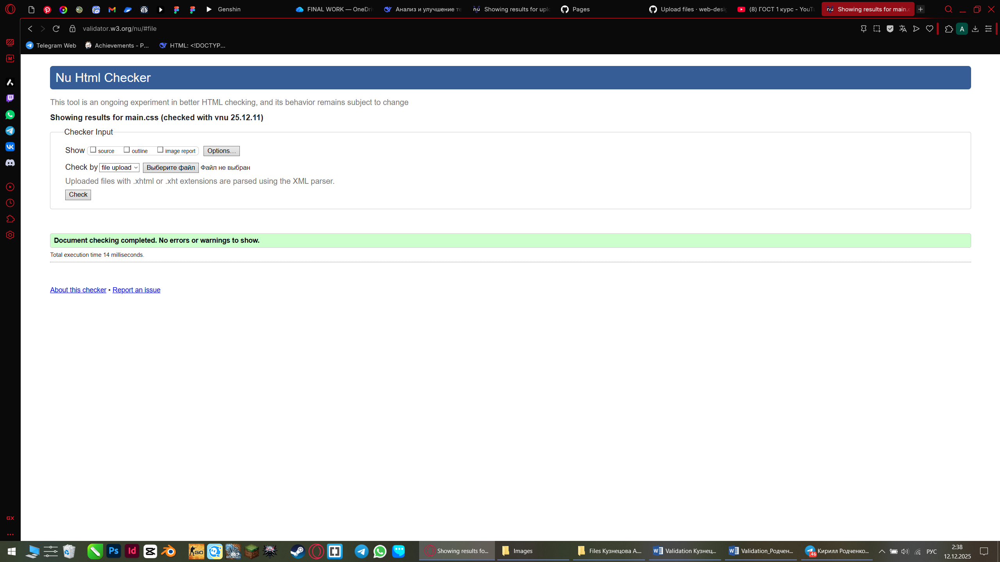 Genshin
FINAL WORK — OneDri
Анализ и улучшение те
Showing results for uplo
Pages
Upload files · web-desig
(8) ГОСТ 1 курс - YouTu
Showing results for main.c
validator.w3.org/nu/#file
Telegram Web
Achievements - P...
HTML: <!DOCTYP...
Nu Html Checker
This tool is an ongoing experiment in better HTML checking, and its behavior remains subject to change
Showing results for main.css (checked with vnu 25.12.11)
Checker Input
Show source outline image report Options...
Check by file upload Выберите файл Файл не выбран
Uploaded files with .xhtml or .xht extensions are parsed using the XML parser.
Check
Document checking completed. No errors or warnings to show.
Total execution time 14 milliseconds.
About this checker • Report an issue
GX
Showing results fo...
Images
Files Кузнецова А....
Validation Кузнец...
Validation_Родчен...
46
Кирилл Родченко...
РУС
2:38
12.12.2025